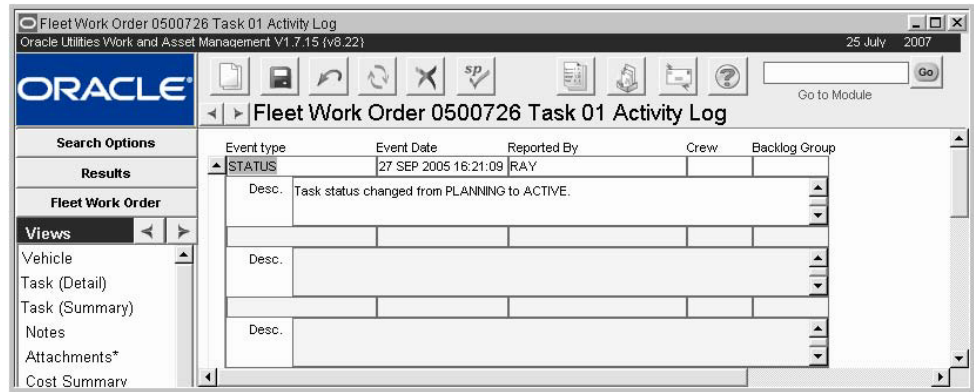 Fleet Work Order 0500726 Task 01 Activity Log
Oracle Utilities Work and Asset Management V1.7.15 {v8.22}
25 July 2007
ORACLE
sp
Go
Go to Module
Fleet Work Order 0500726 Task 01 Activity Log
Search Options
Results
Fleet Work Order
Views
Vehicle
Task (Detail)
Task (Summary)
Notes
Attachments*
Cost Summary
Event type Event Date Reported By Crew Backlog Group
STATUS 27 SEP 2005 16:21:09 RAY
Desc. Task status changed from PLANNING to ACTIVE.
Desc.
Desc.